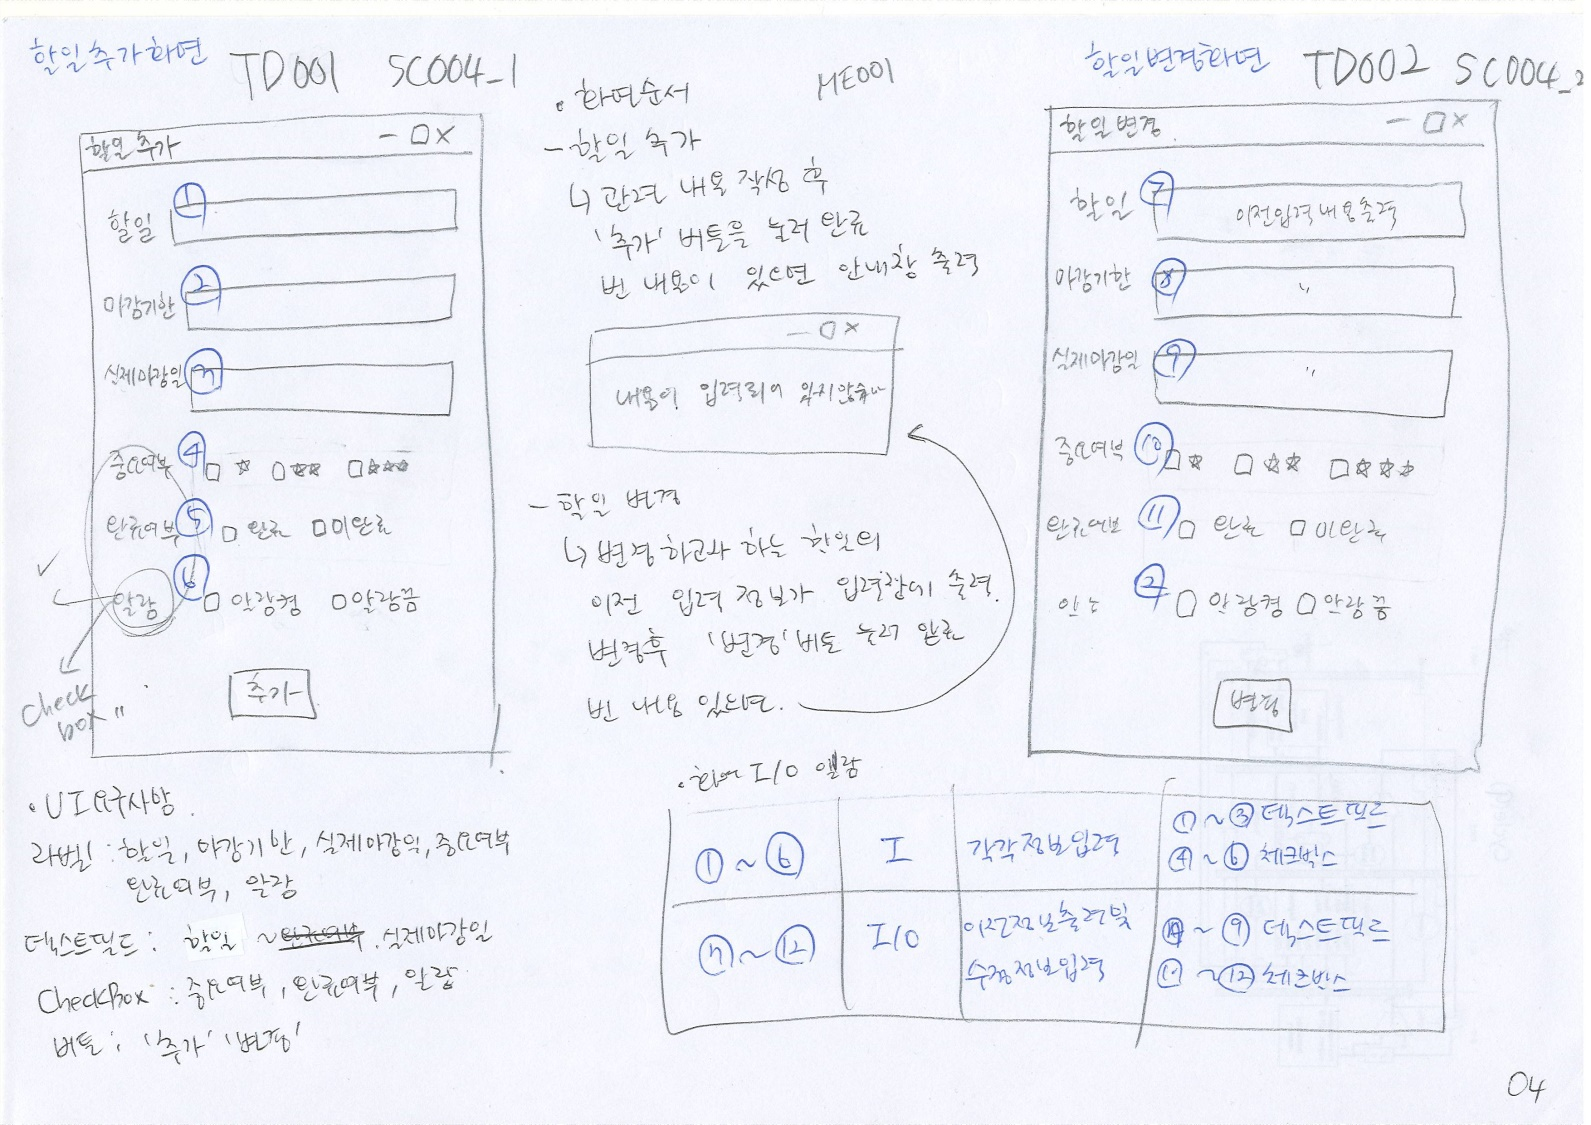 할일추가화면 TD001 SC004_1
할일 추가 – □ ×
할일 ①
마감기한 ②
실제마감일 ③
중요여부 ④ □ ☆ □ ☆☆ □ ☆☆☆
완료여부 ⑤ □ 완료 □ 미완료
알람 ⑥ □ 알람켬 □ 알람끔
Check
box "
추가
• UI요구사항
라벨 : 할일, 마감기한, 실제마감일, 중요여부
완료여부, 알람
텍스트필드 : 할일 ~ 실제마감일
CheckBox : 중요여부, 완료여부, 알람
버튼 : '추가' '변경'
• 화면순서 ME001
– 할일 추가
↳ 관련 내용 작성 후
'추가' 버튼을 눌러 완료
빈 내용이 있으면 안내창 출력
– □ ×
내용이 입력되어 있지않습니다
– 할일 변경
↳ 변경하고자 하는 할일의
이전 입력 정보가 입력창에 출력.
변경후 '변경' 버튼 눌러 완료
빈 내용 있으면.
할일변경화면 TD002 SC004_2
할일변경 – □ ×
할일 ⑦ 이전입력내용출력
마감기한 ⑧ "
실제마감일 ⑨ "
중요여부 ⑩ □ ☆ □ ☆☆ □ ☆☆☆
완료여부 ⑪ □ 완료 □ 미완료
□ 알람켬 □ 알람끔
변경
• 화면 I/O
①~⑥ I 각각정보입력 ①~③ 텍스트필드
④~⑥ 체크박스
⑦~⑫ I/O 이전정보출력및 ~⑨ 텍스트필드
수정정보입력 ⑩~⑫ 체크박스
04